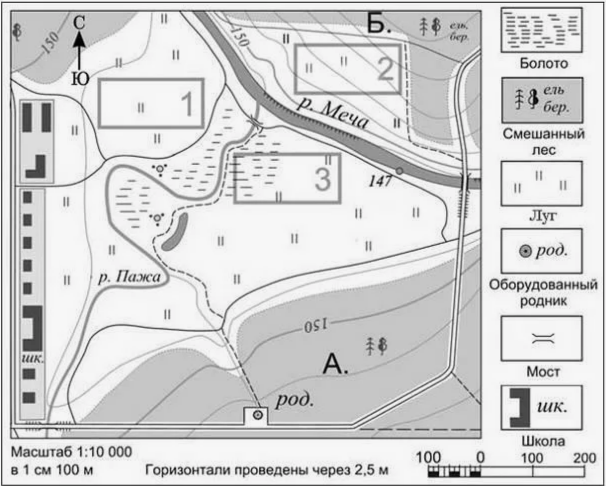 Б.
ель,
бер.
150
С
Ю
150
1
2
р. Меча
3
147
р. Пажа
150
шк.
А.
род.
Болото
ель
бер.
Смешанный
лес
Луг
род.
Оборудованный
родник
Мост
шк.
Школа
Масштаб 1:10 000
в 1 см 100 м
Горизонтали проведены через 2,5 м
100 0 100 200